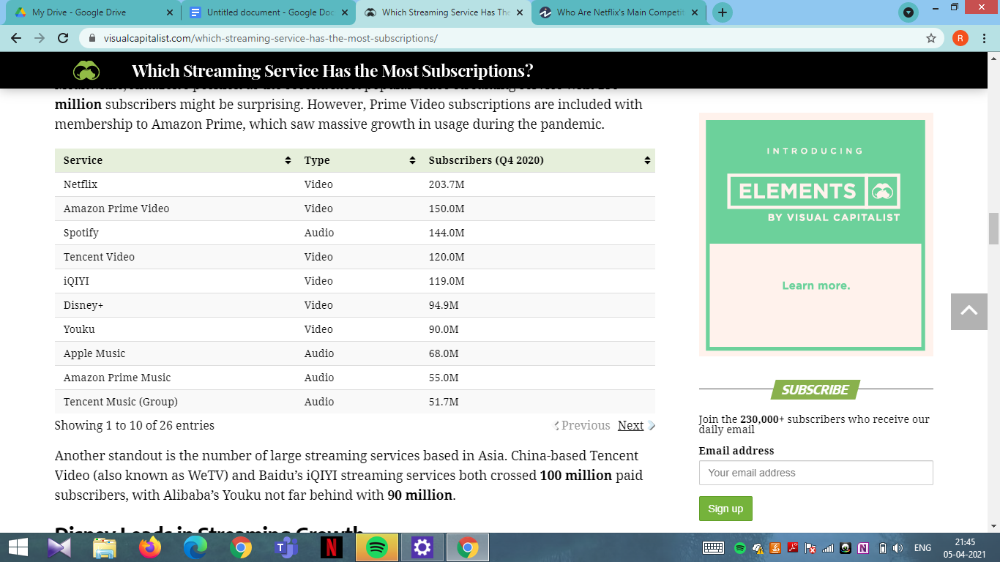 My Drive - Google Drive
Untitled document - Google Doc
Which Streaming Service Has The
Who Are Netflix's Main Competit
visualcapitalist.com/which-streaming-service-has-the-most-subscriptions/
R
Which Streaming Service Has the Most Subscriptions?
million subscribers might be surprising. However, Prime Video subscriptions are included with
membership to Amazon Prime, which saw massive growth in usage during the pandemic.
Service Type Subscribers (Q4 2020)
Netflix Video 203.7M
Amazon Prime Video Video 150.0M
Spotify Audio 144.0M
Tencent Video Video 120.0M
iQIYI Video 119.0M
Disney+ Video 94.9M
Youku Video 90.0M
Apple Music Audio 68.0M
Amazon Prime Music Audio 55.0M
Tencent Music (Group) Audio 51.7M
Showing 1 to 10 of 26 entries
Previous Next
Another standout is the number of large streaming services based in Asia. China-based Tencent
Video (also known as WeTV) and Baidu's iQIYI streaming services both crossed 100 million paid
subscribers, with Alibaba's Youku not far behind with 90 million.
Disney Leads in Streaming Growth
INTRODUCING
ELEMENTS
BY VISUAL CAPITALIST
Learn more.
SUBSCRIBE
Join the 230,000+ subscribers who receive our
daily email
Email address
Your email address
Sign up
N
ENG
21:45
05-04-2021